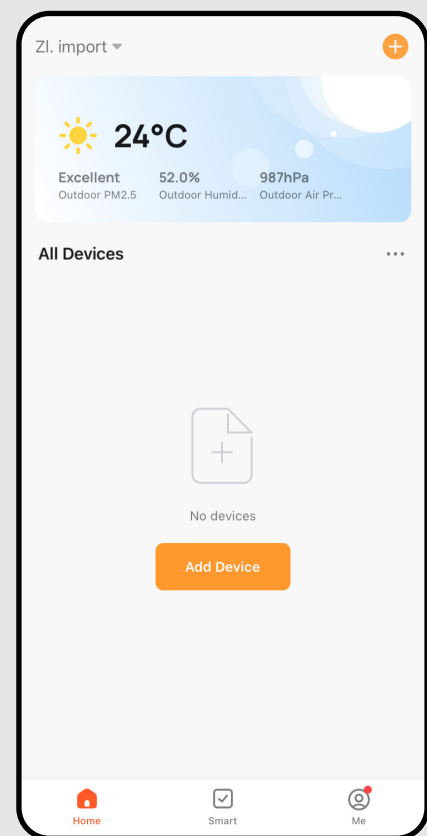 Zl. import
24°C
Excellent 52.0% 987hPa
Outdoor PM2.5 Outdoor Humid... Outdoor Air Pr...
All Devices
No devices
Add Device
Home Smart Me